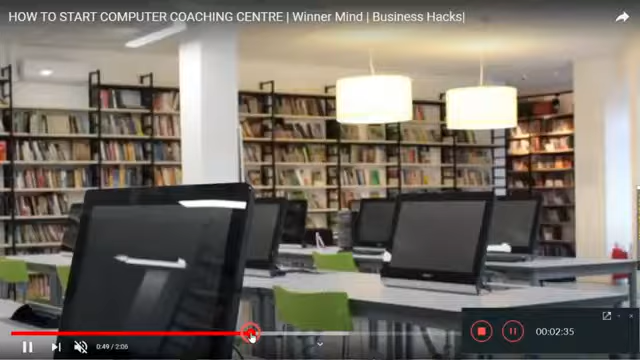 HOW TO START COMPUTER COACHING CENTRE | Winner Mind | Business Hacks|
0:49 / 2:06
00:02:35